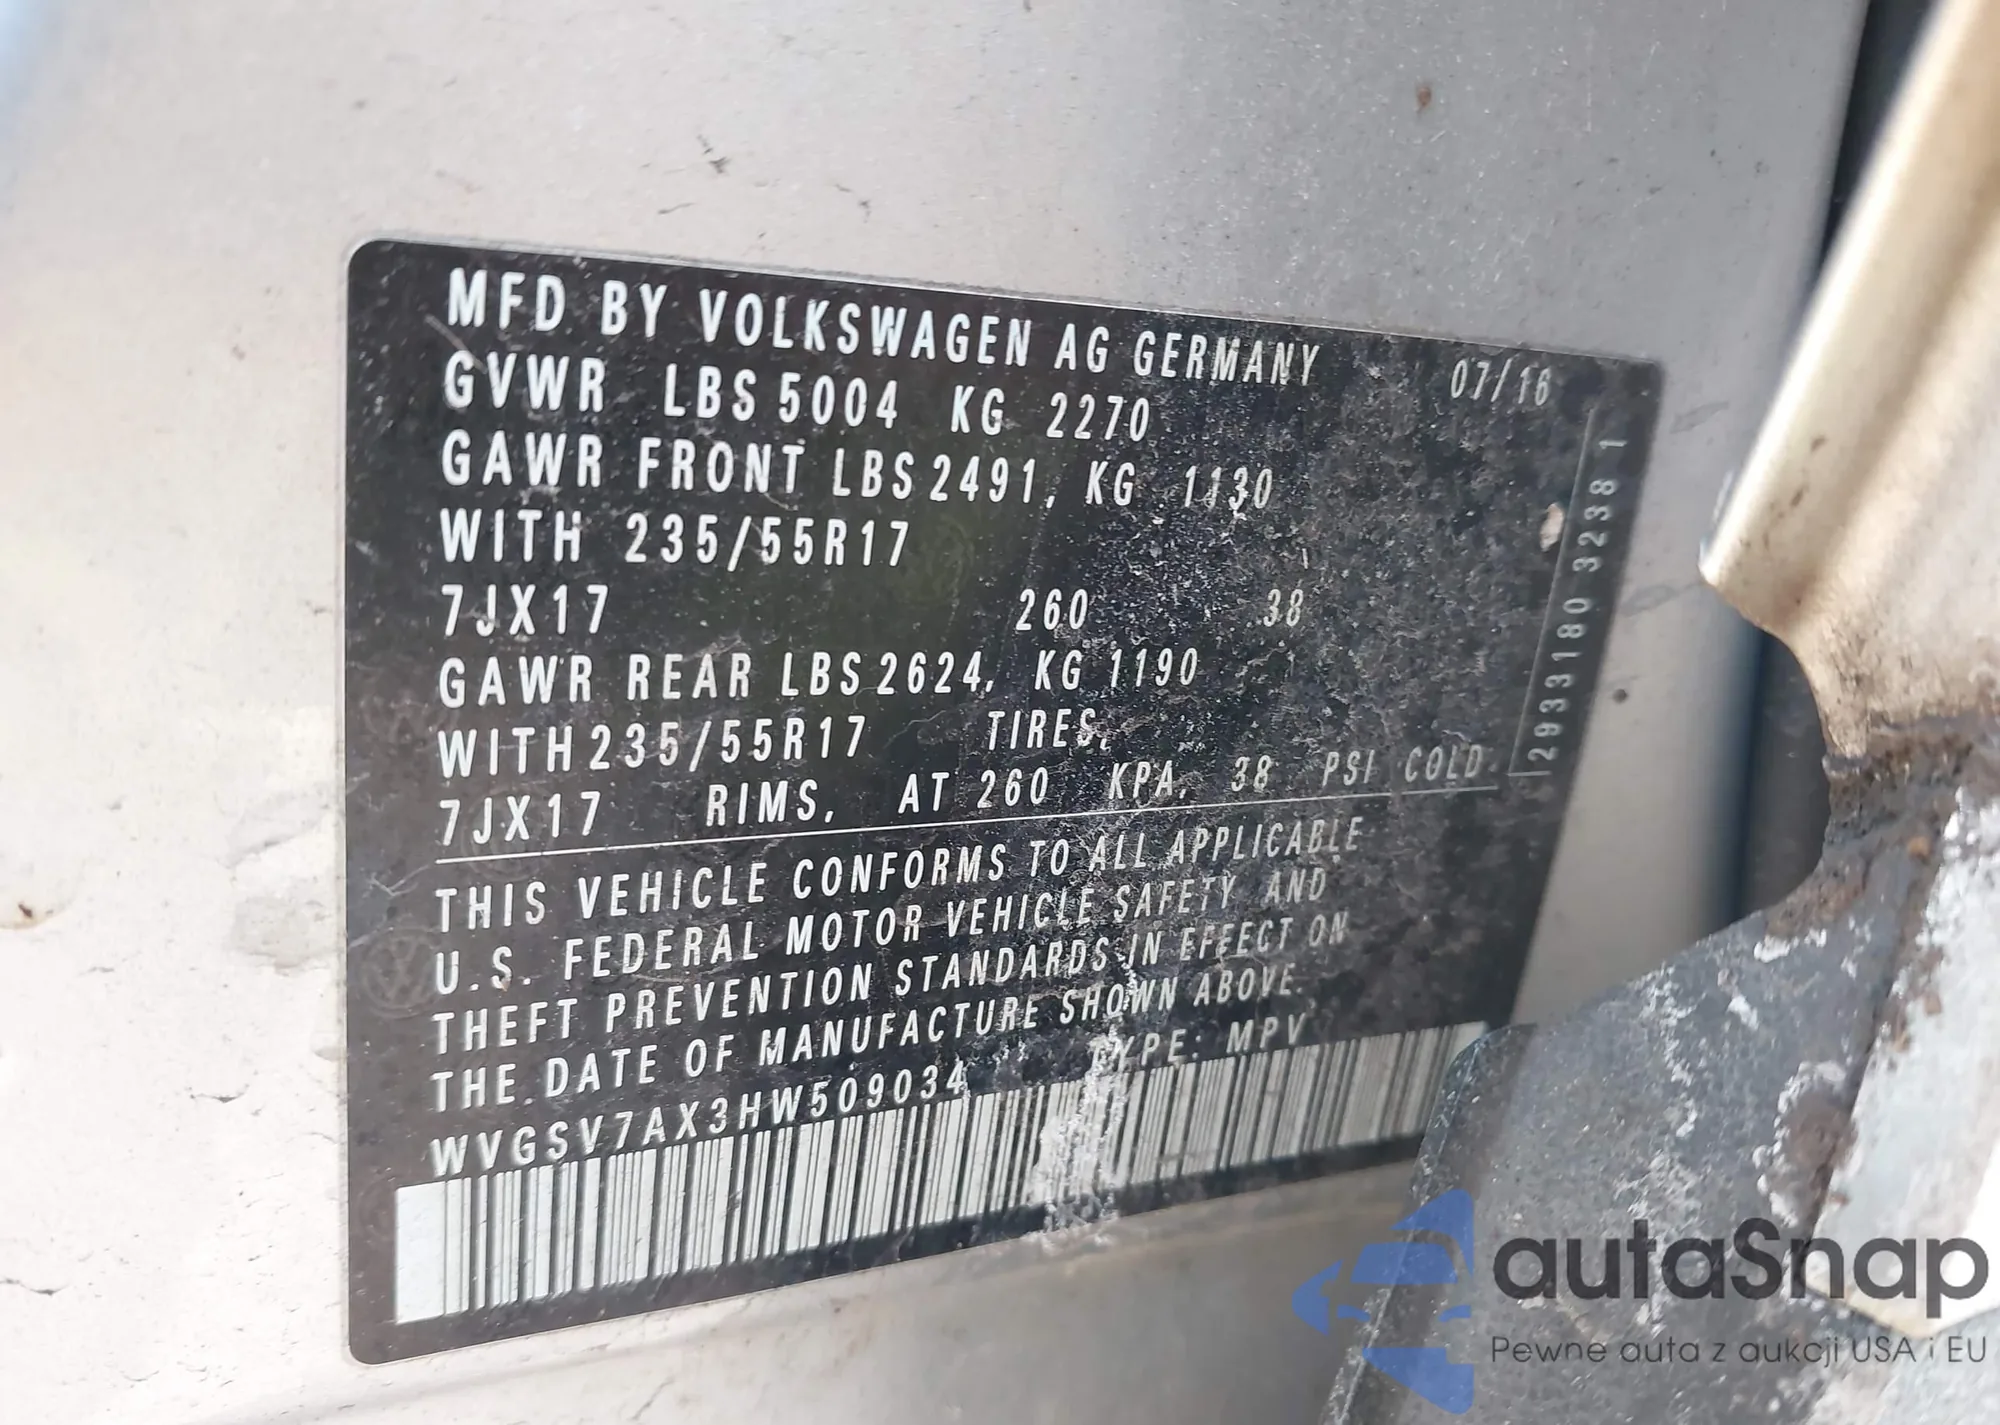 MFD BY VOLKSWAGEN AG GERMANY 07/16
GVWR LBS 5004 KG 2270
GAWR FRONT LBS 2491, KG 1130
WITH 235/55R17
7JX17 260 38
GAWR REAR LBS 2624, KG 1190
WITH 235/55R17 TIRES,
7JX17 RIMS, AT 260 KPA, 38 PSI COLD.
THIS VEHICLE CONFORMS TO ALL APPLICABLE
U.S. FEDERAL MOTOR VEHICLE SAFETY AND
THEFT PREVENTION STANDARDS IN EFFECT ON
THE DATE OF MANUFACTURE SHOWN ABOVE.
WVGSV7AX3HW509034 TYPE: MPV
2933180 3238 1
autaSnap
Pewne auta z aukcji USA i EU